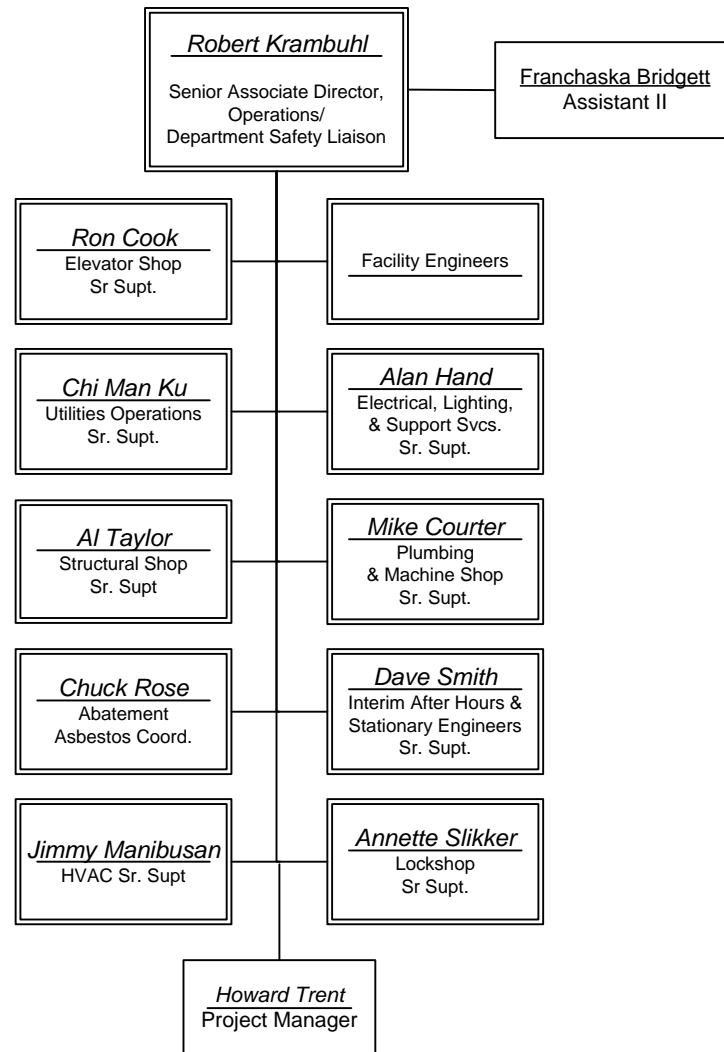 Robert Krambuhl
Senior Associate Director,
Operations/
Department Safety Liaison
Franchaska Bridgett
Assistant II
Ron Cook
Elevator Shop
Sr Supt.
Facility Engineers
Chi Man Ku
Utilities Operations
Sr. Supt.
Alan Hand
Electrical, Lighting,
& Support Svcs.
Sr. Supt.
Al Taylor
Structural Shop
Sr. Supt
Mike Courter
Plumbing
& Machine Shop
Sr. Supt.
Chuck Rose
Abatement
Asbestos Coord.
Dave Smith
Interim After Hours &
Stationary Engineers
Sr. Supt.
Jimmy Manibusan
HVAC Sr. Supt
Annette Slikker
Lockshop
Sr Supt.
Howard Trent
Project Manager